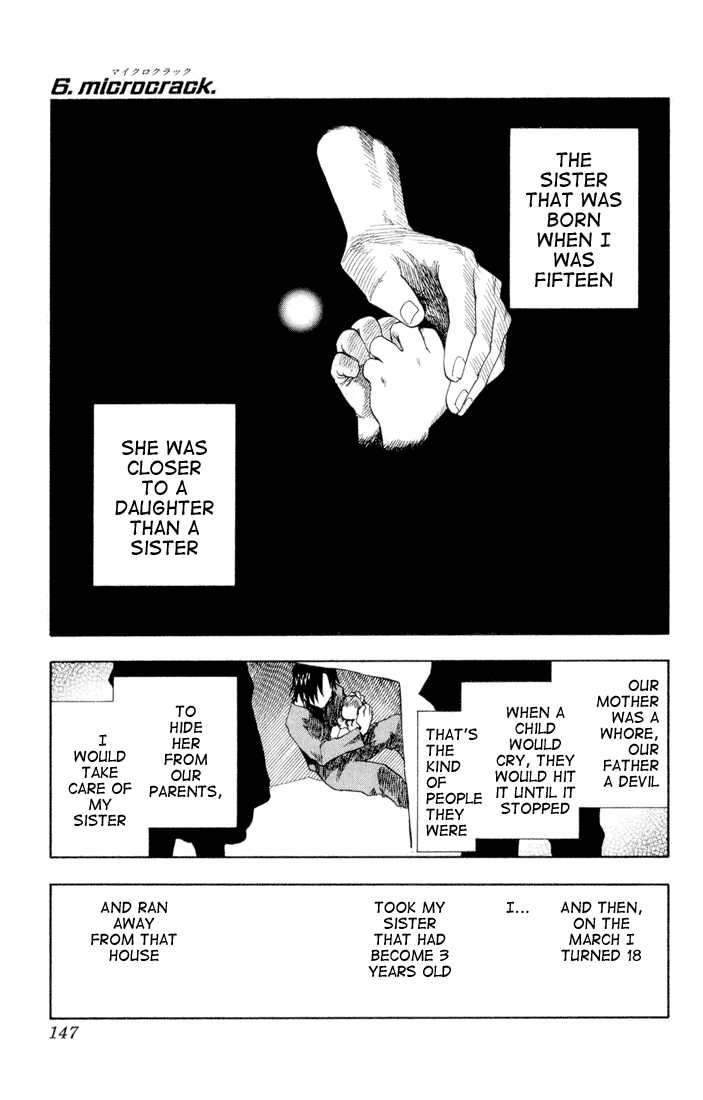 マイクロクラック
6. microcrack.
THE
SISTER
THAT WAS
BORN
WHEN I
WAS
FIFTEEN
SHE WAS
CLOSER
TO A
DAUGHTER
THAN A
SISTER
OUR
MOTHER
WAS A
WHORE,
OUR
FATHER
A DEVIL
WHEN A
CHILD
WOULD
CRY, THEY
WOULD HIT
IT UNTIL IT
STOPPED
THAT'S
THE
KIND
OF
PEOPLE
THEY
WERE
TO
HIDE
HER
FROM
OUR
PARENTS,
I
WOULD
TAKE
CARE OF
MY
SISTER
AND THEN,
ON THE
MARCH I
TURNED 18
I...
TOOK MY
SISTER
THAT HAD
BECOME 3
YEARS OLD
AND RAN
AWAY
FROM THAT
HOUSE
147